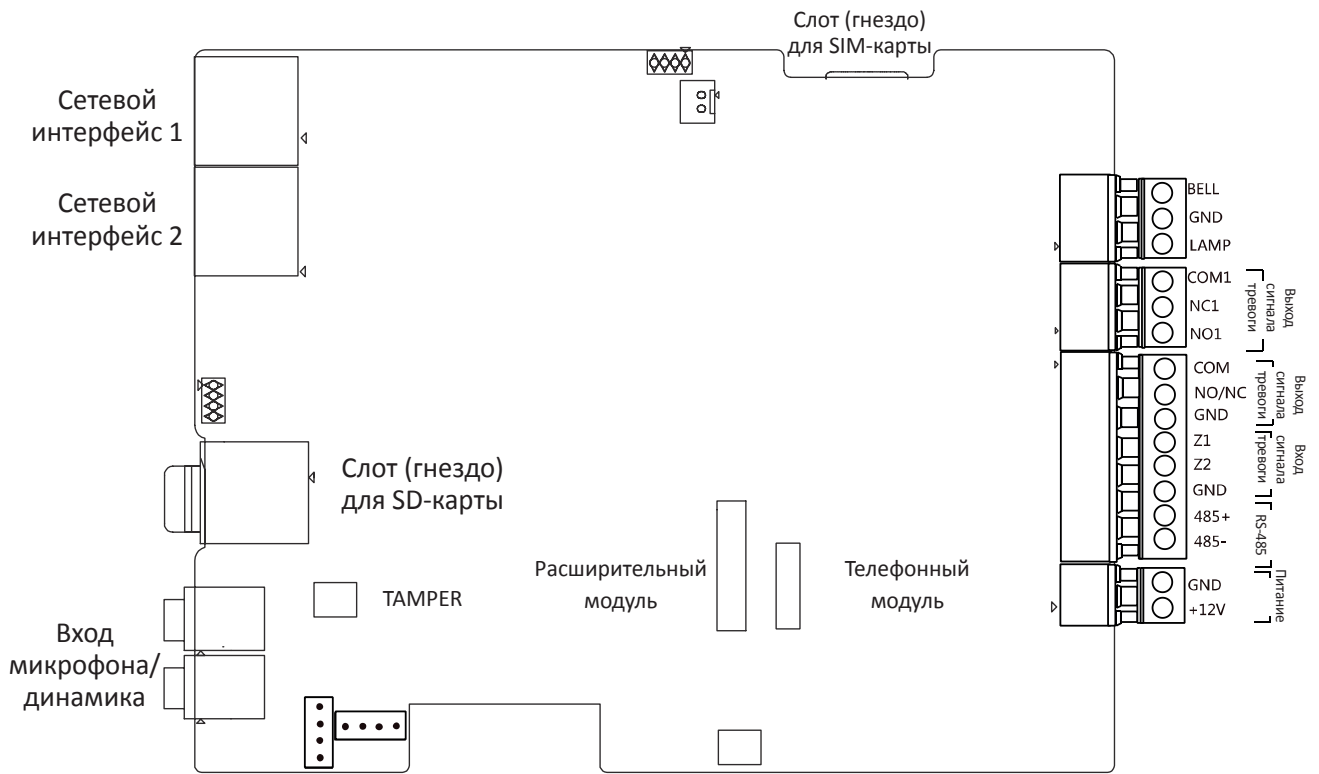 Слот (гнездо)
для SIM-карты
Сетевой
интерфейс 1
Сетевой
интерфейс 2
BELL
GND
LAMP
COM1
NC1
NO1
Выход
сигнала
тревоги
COM
NO/NC
GND
Выход
сигнала
тревоги
Z1
Z2
GND
Вход
сигнала
тревоги
485+
485-
RS-485
GND
+12V
Питание
Слот (гнездо)
для SD-карты
TAMPER
Расширительный
модуль
Телефонный
модуль
Вход
микрофона/
динамика